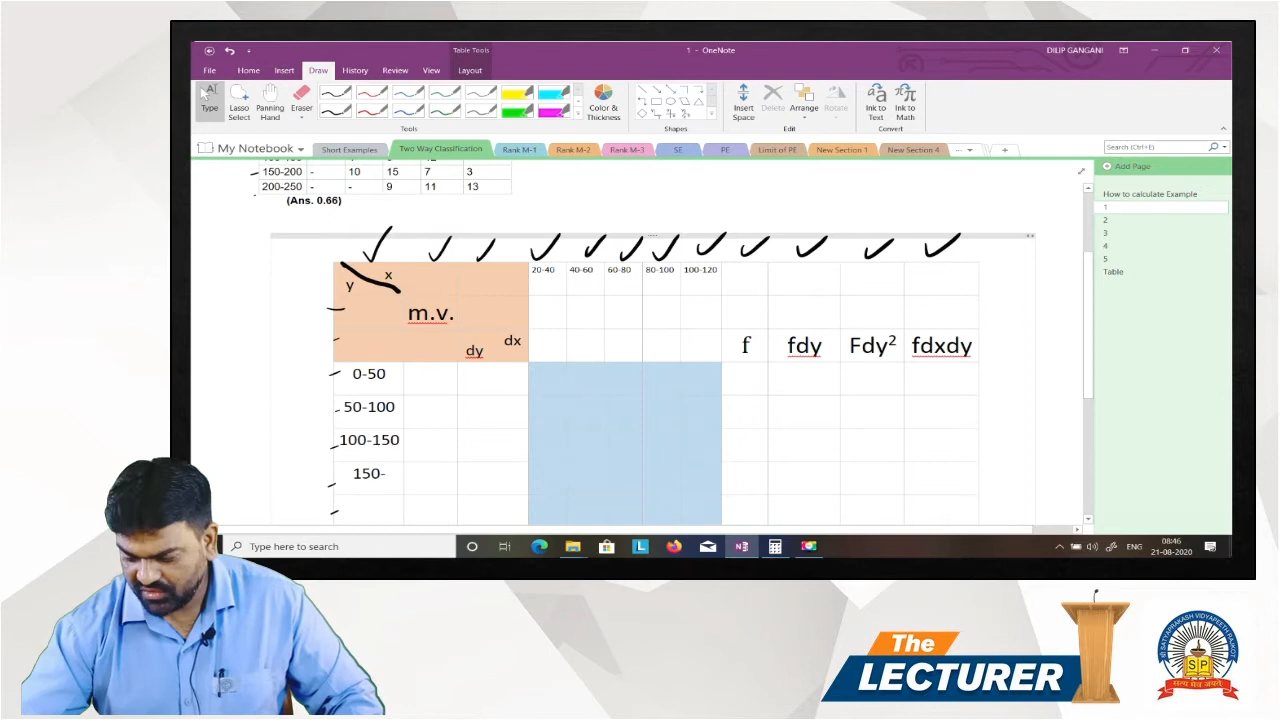 Table Tools
1 - OneNote
DILIP GANGANI
File Home Insert Draw History Review View Layout
Type
Lasso Select
Panning Hand
Eraser
Color & Thickness
Insert Space
Delete
Arrange
Rotate
Ink to Text
Ink to Math
Tools
Shapes
Edit
Convert
My Notebook
Short Examples
Two Way Classification
Rank M-1
Rank M-2
Rank M-3
SE
PE
Limit of PE
New Section 1
New Section 4
Search (Ctrl+E)
Add Page
How to calculate Example
1
2
3
4
5
Table
150-200 - 10 15 7 3
200-250 - - 9 11 13
(Ans. 0.66)
x
y
20-40 40-60 60-80 80-100 100-120
m.v.
dx
dy
f fdy Fdy² fdxdy
0-50
50-100
100-150
150-
Type here to search
ENG
08:46
21-08-2020
The
LECTURER
SP
सत्यमेव जयते